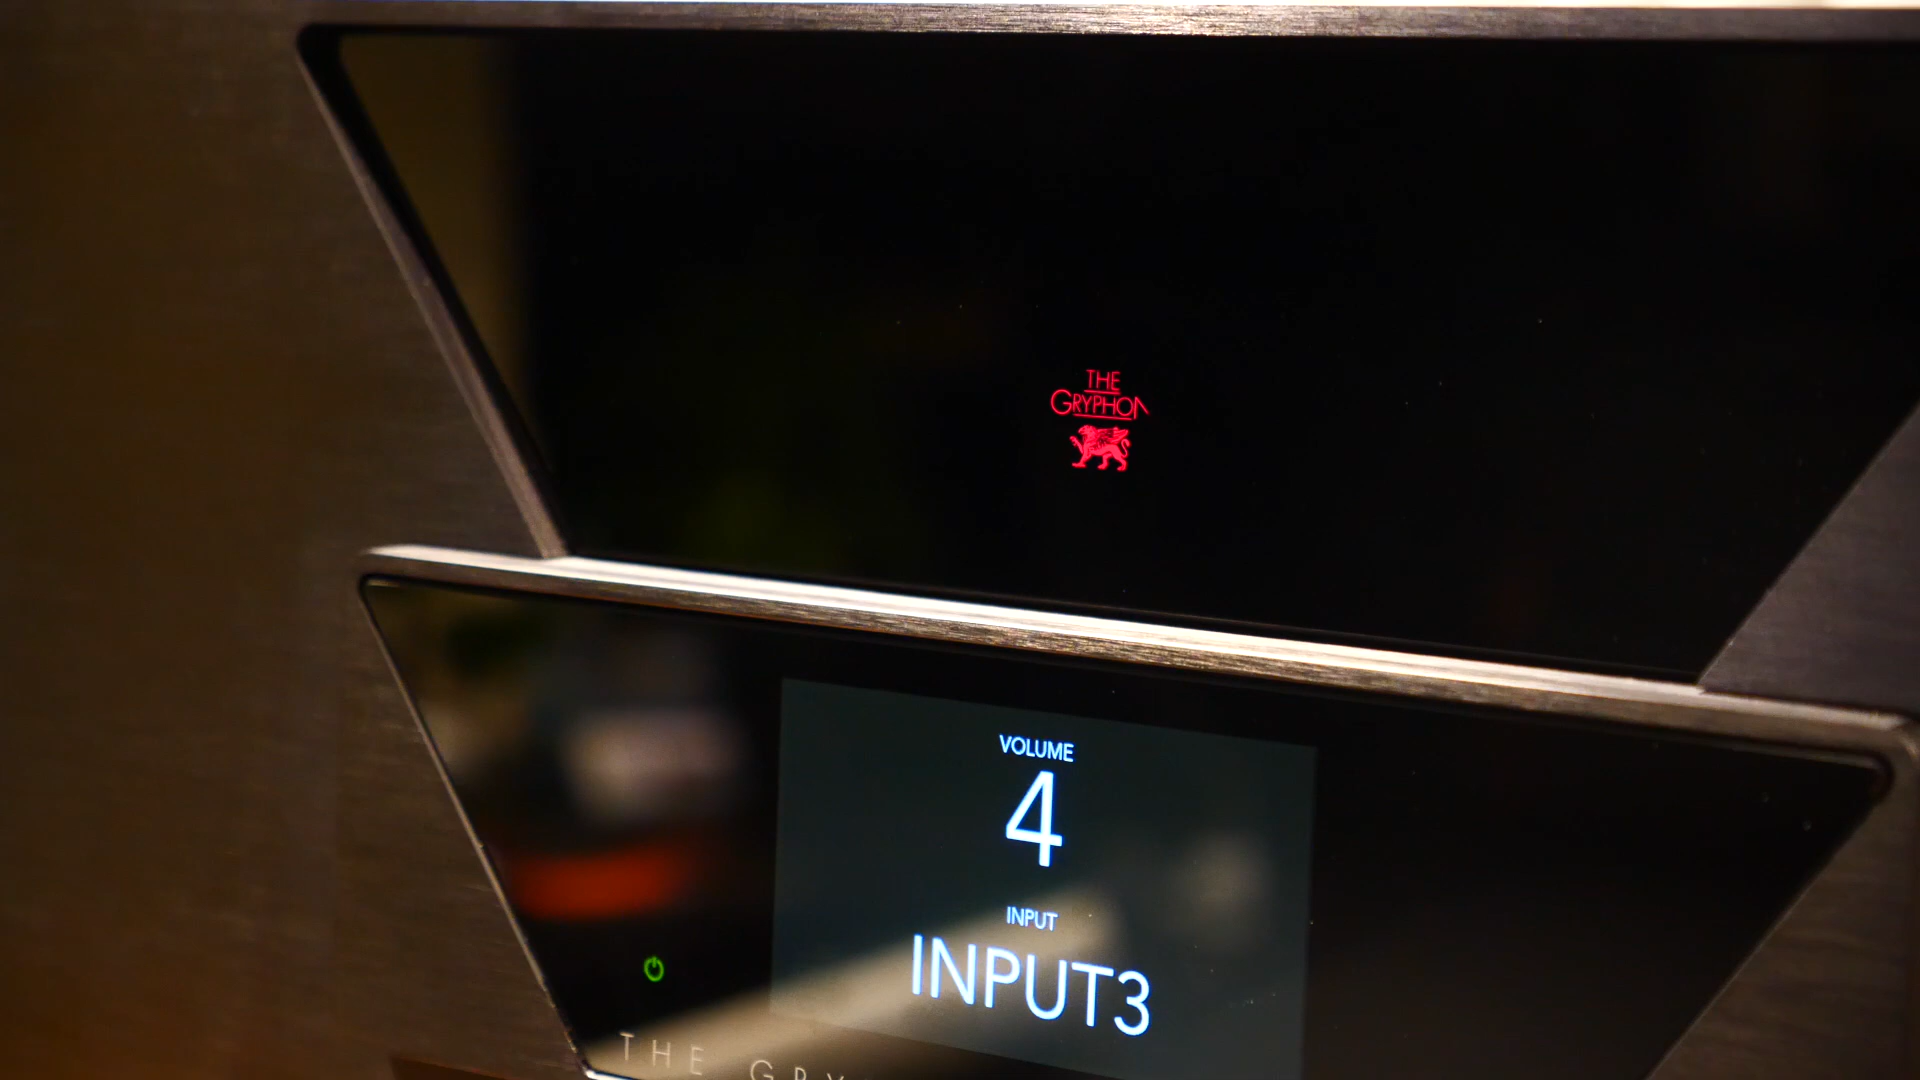 THE
GRYPHON
VOLUME
4
INPUT
INPUT3
THE GRY